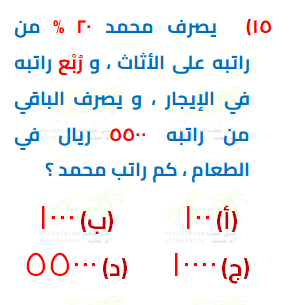 ١٥) يصرف محمد ٢٠ % من
راتبه على الأثاث ، و رُبْع راتبه
في الإيجار ، و يصرف الباقي
من راتبه ٥٥٠٠ ريال في
الطعام ، كم راتب محمد ؟
(أ) ١٠٠ (ب) ١٠٠٠
(ج) ١٠٠٠٠ (د) ٥٥٠٠٠